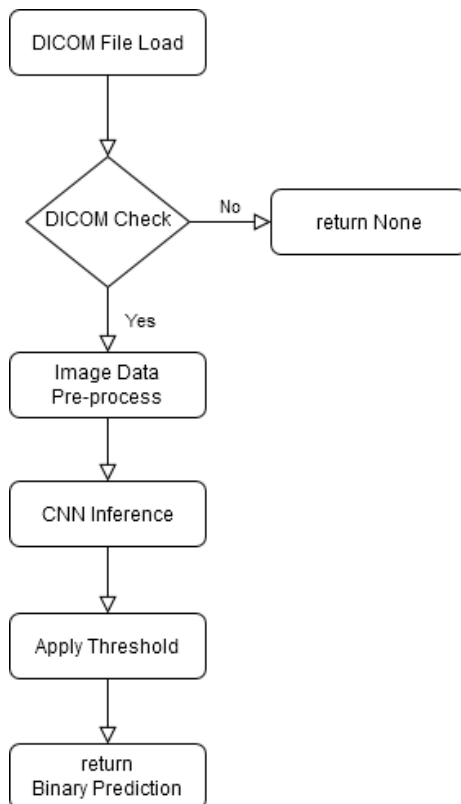 DICOM File Load
DICOM Check
No
return None
Yes
Image Data
Pre-process
CNN Inference
Apply Threshold
return
Binary Prediction